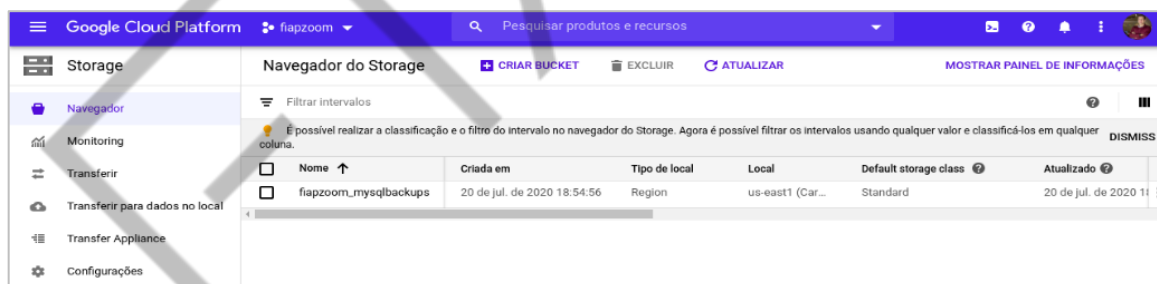 Google Cloud Platform fiapzoom Pesquisar produtos e recursos
Storage Navegador do Storage CRIAR BUCKET EXCLUIR ATUALIZAR MOSTRAR PAINEL DE INFORMAÇÕES
Navegador Filtrar intervalos
É possível realizar a classificação e o filtro do intervalo no navegador do Storage. Agora é possível filtrar os intervalos usando qualquer valor e classificá-los em qualquer DISMISS
coluna.
Monitoring
Nome Criada em Tipo de local Local Default storage class Atualizado
Transferir
fiapzoom_mysqlbackups 20 de jul. de 2020 18:54:56 Region us-east1 (Car... Standard 20 de jul. de 2020
Transferir para dados no local
Transfer Appliance
Configurações